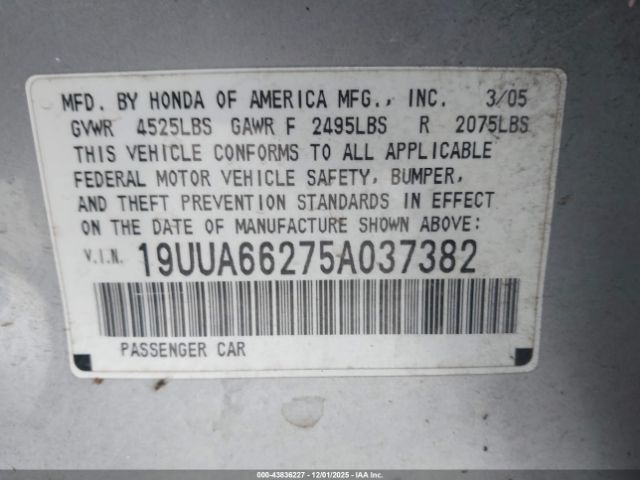 MFD. BY HONDA OF AMERICA MFG., INC. 3/05
GVWR 4525LBS GAWR F 2495LBS R 2075LBS
THIS VEHICLE CONFORMS TO ALL APPLICABLE
FEDERAL MOTOR VEHICLE SAFETY, BUMPER,
AND THEFT PREVENTION STANDARDS IN EFFECT
ON THE DATE OF MANUFACTURE SHOWN ABOVE:
V.I.N. 19UUA66275A037382
PASSENGER CAR
000-43836227 - 12/01/2025 - IAA Corp.